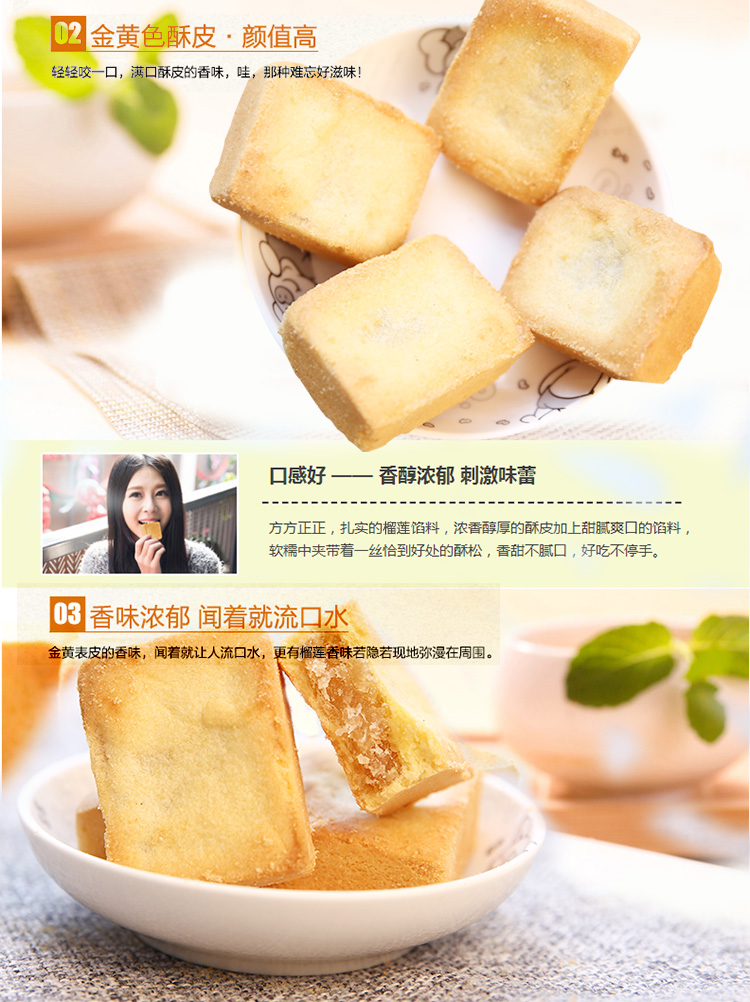 02 金黄色酥皮·颜值高
轻轻咬一口，满口酥皮的香味，哇，那种难忘好滋味！
口感好 —— 香醇浓郁 刺激味蕾
方方正正，扎实的榴莲馅料，浓香醇厚的酥皮加上甜腻爽口的馅料，
软糯中夹带着一丝恰到好处的酥松，香甜不腻口，好吃不停手。
03 香味浓郁 闻着就流口水
金黄表皮的香味，闻着就让人流口水，更有榴莲香味若隐若现地弥漫在周围。